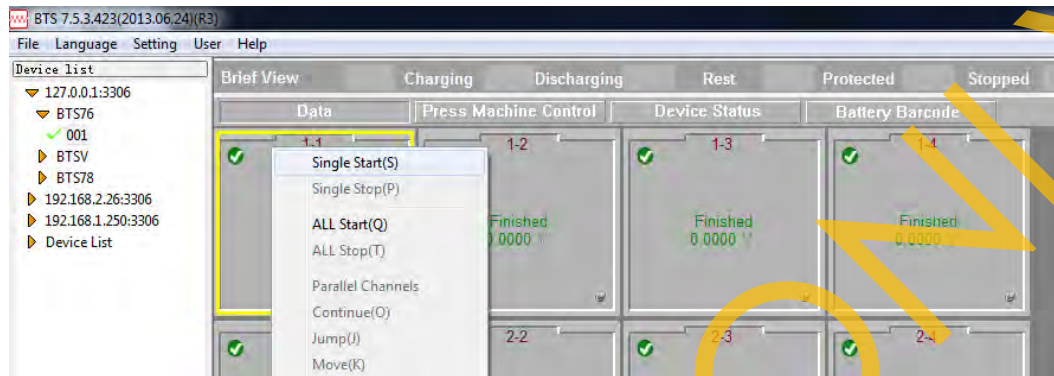 BTS 7.5.3.423(2013.06.24)(R3)
File Language Setting User Help
Device list
127.0.0.1:3306
BTS76
001
BTSV
BTS78
192.168.2.26:3306
192.168.1.250:3306
Device List
Brief View Charging Discharging Rest Protected Stopped
Data Press Machine Control Device Status Battery Barcode
1-1 1-2 1-3 1-4
Single Start(S)
Single Stop(P)
ALL Start(Q)
ALL Stop(T)
Parallel Channels
Continue(O)
Jump(J)
Move(K)
Finished Finished Finished
0.0000 V 0.0000 V 0.0000 V
2-2 2-3 2-4